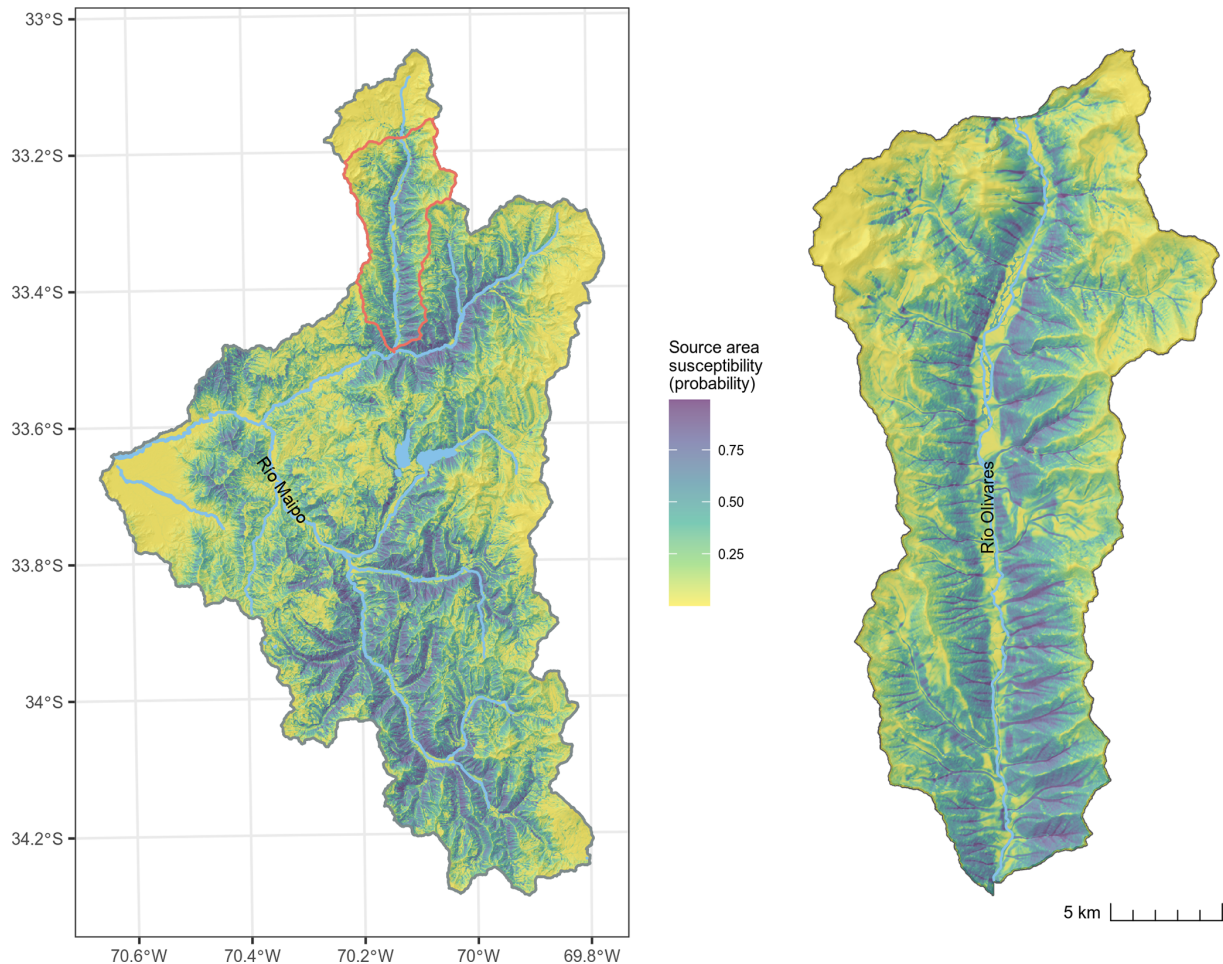 33°S
33.2°S
33.4°S
33.6°S
33.8°S
34°S
34.2°S
70.6°W
70.4°W
70.2°W
70°W
69.8°W
Río Maipo
Source area
susceptibility
(probability)
0.75
0.50
0.25
Río Olivares
5 km